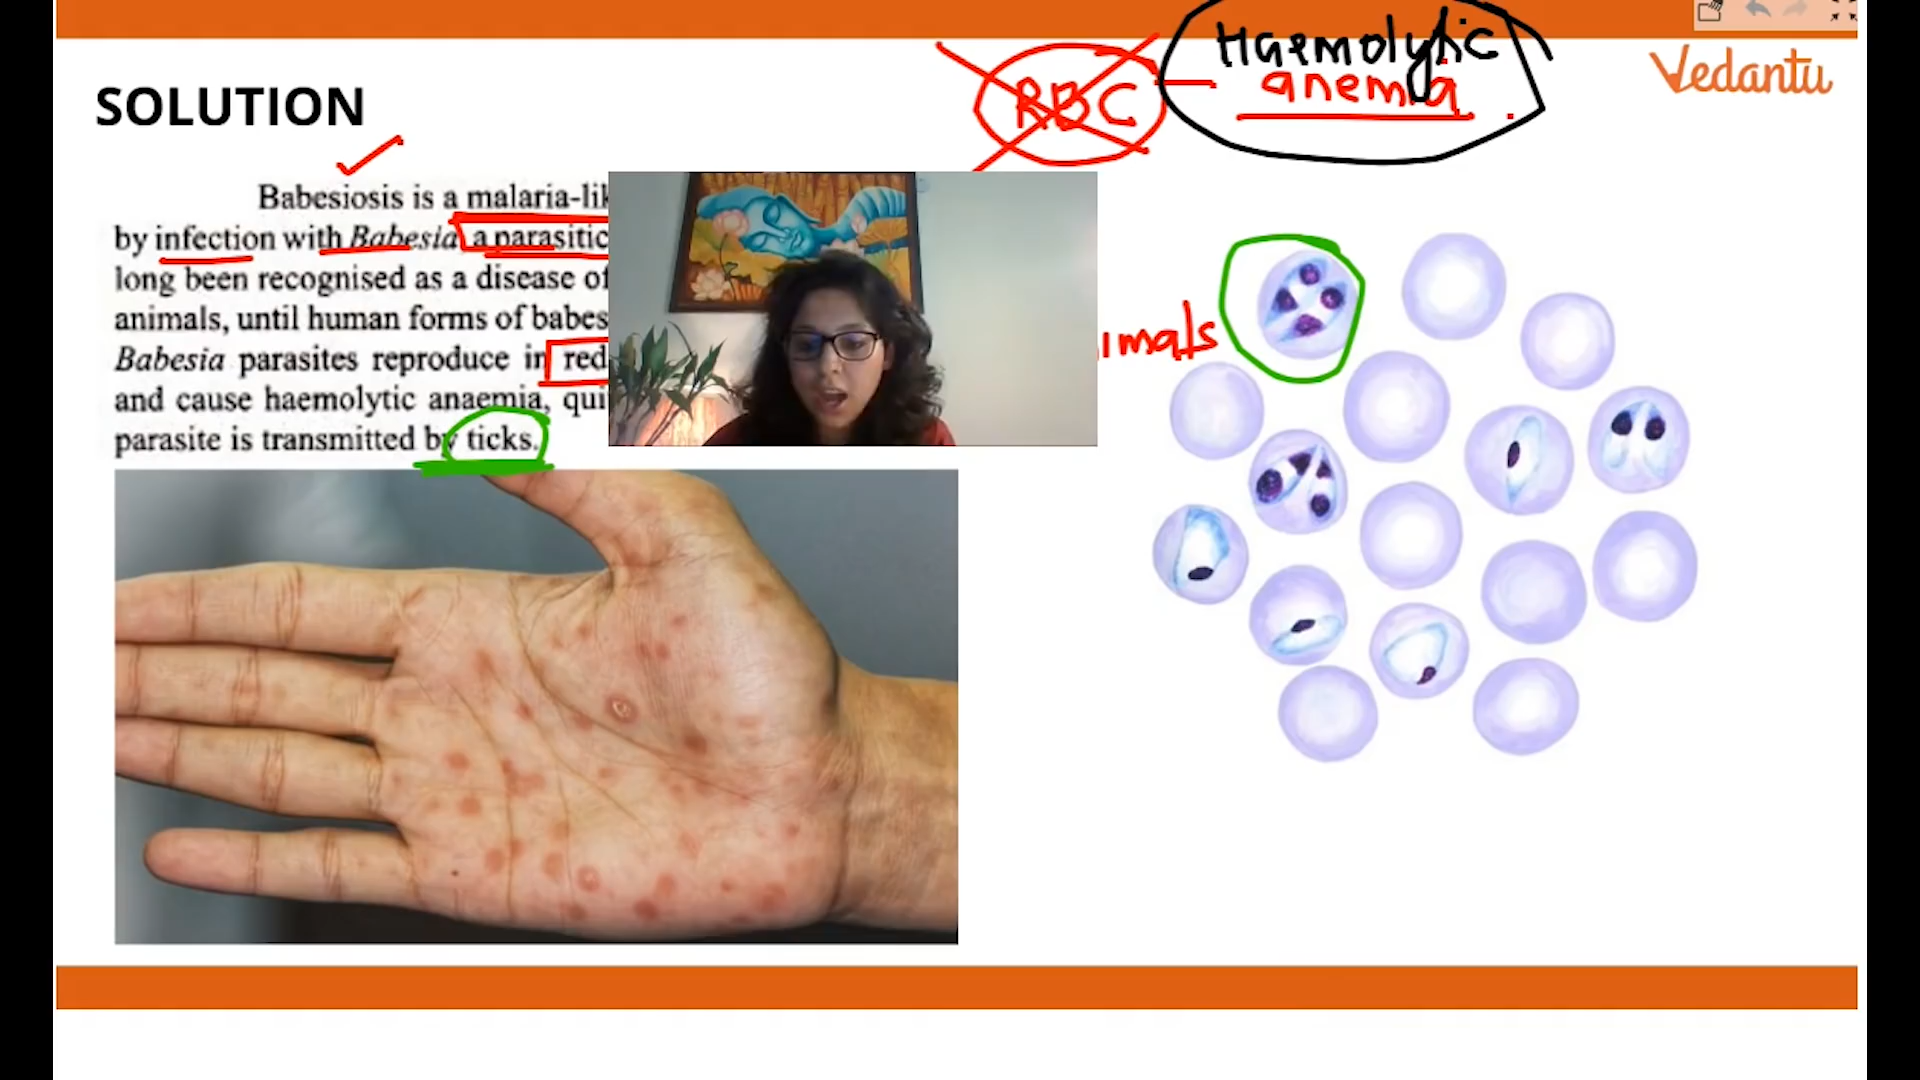 Haemolytic
RBC — anemia
Vedantu
SOLUTION
Babesiosis is a malaria-lik
by infection with Babesia, a parasitic
long been recognised as a disease of
animals, until human forms of babes
imals
Babesia parasites reproduce in red
and cause haemolytic anaemia, qui
parasite is transmitted by ticks.